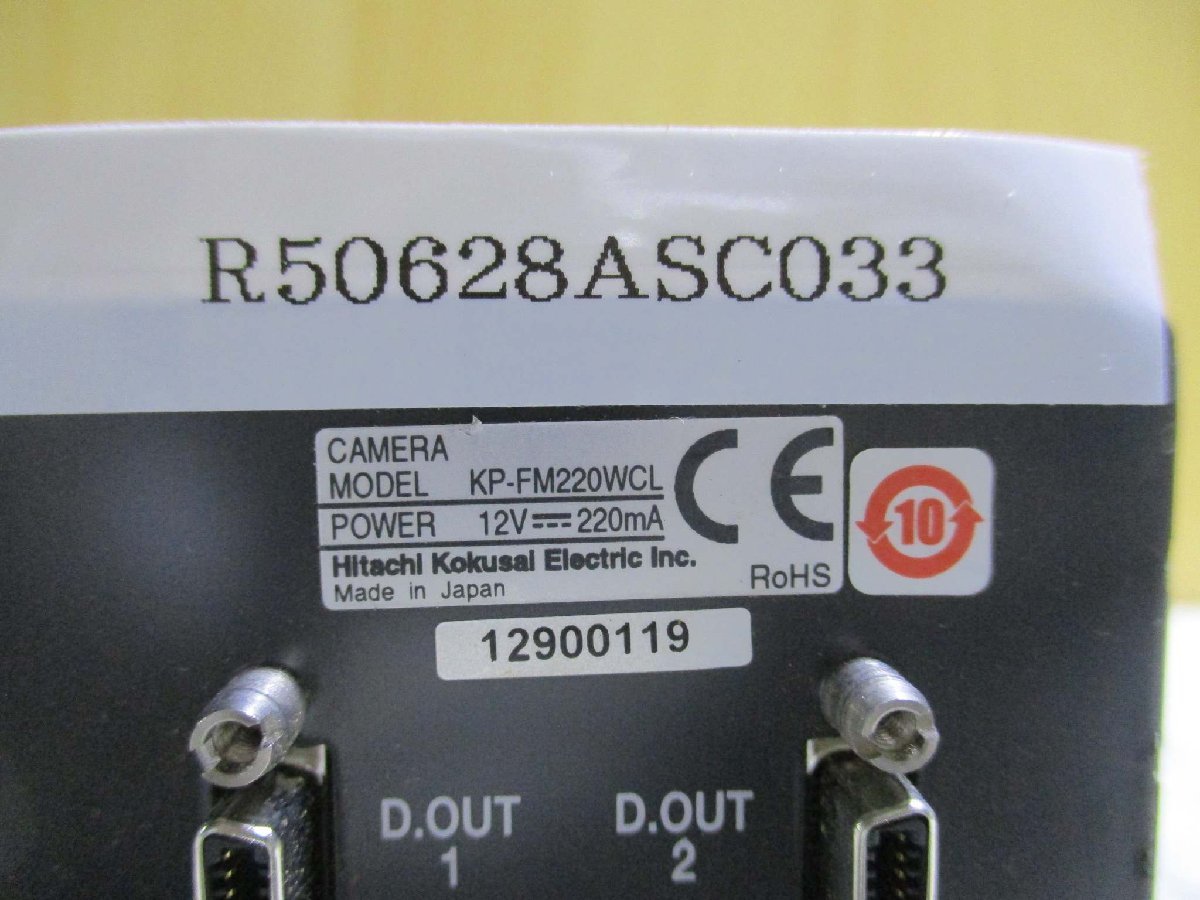 R50628ASC033
CAMERA
MODEL KP-FM220WCL
POWER 12V⎓220mA
Hitachi Kokusai Electric Inc.
Made in Japan
CE
RoHS
10
12900119
D.OUT
1
D.OUT
2